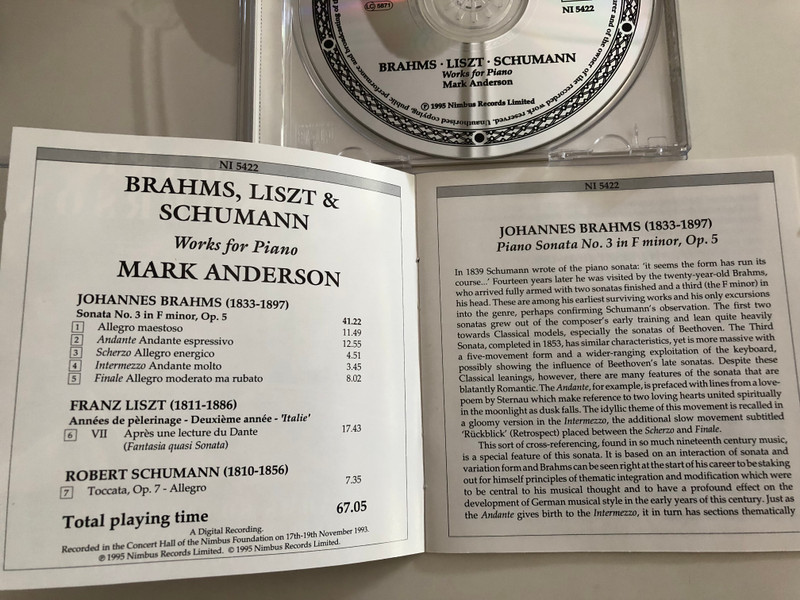 LC 5871
NI 5422
BRAHMS · LISZT · SCHUMANN
Works for Piano
Mark Anderson
℗ 1995 Nimbus Records Limited
and of the owner of the recorded work reserved. Unauthorised copying, public performance and broadcasting of
NI 5422
BRAHMS, LISZT &
SCHUMANN
Works for Piano
MARK ANDERSON
JOHANNES BRAHMS (1833-1897)
Sonata No. 3 in F minor, Op. 5 41.22
1 Allegro maestoso 11.49
2 Andante Andante espressivo 12.55
3 Scherzo Allegro energico 4.51
4 Intermezzo Andante molto 3.45
5 Finale Allegro moderato ma rubato 8.02
FRANZ LISZT (1811-1886)
Années de pèlerinage - Deuxième année - 'Italie'
6 VII Après une lecture du Dante 17.43
(Fantasia quasi Sonata)
ROBERT SCHUMANN (1810-1856)
7 Toccata, Op. 7 - Allegro 7.35
Total playing time 67.05
A Digital Recording.
Recorded in the Concert Hall of the Nimbus Foundation on 17th-19th November 1993.
℗ 1995 Nimbus Records Limited. © 1995 Nimbus Records Limited.
NI 5422
JOHANNES BRAHMS (1833-1897)
Piano Sonata No. 3 in F minor, Op. 5
In 1839 Schumann wrote of the piano sonata: 'it seems the form has run its
course...' Fourteen years later he was visited by the twenty-year-old Brahms,
who arrived fully armed with two sonatas finished and a third (the F minor) in
his head. These are among his earliest surviving works and his only excursions
into the genre, perhaps confirming Schumann's observation. The first two
sonatas grew out of the composer's early training and lean quite heavily
towards Classical models, especially the sonatas of Beethoven. The Third
Sonata, completed in 1853, has similar characteristics, yet is more massive with
a five-movement form and a wider-ranging exploitation of the keyboard,
possibly showing the influence of Beethoven's late sonatas. Despite these
Classical leanings, however, there are many features of the sonata that are
blatantly Romantic. The Andante, for example, is prefaced with lines from a love-
poem by Sternau which make reference to two loving hearts united spiritually
in the moonlight as dusk falls. The idyllic theme of this movement is recalled in
a gloomy version in the Intermezzo, the additional slow movement subtitled
'Rückblick' (Retrospect) placed between the Scherzo and Finale.
This sort of cross-referencing, found in so much nineteenth century music,
is a special feature of this sonata. It is based on an interaction of sonata and
variation form and Brahms can be seen right at the start of his career to be staking
out for himself principles of thematic integration and modification which were
to be central to his musical thought and to have a profound effect on the
development of German musical style in the early years of this century. Just as
the Andante gives birth to the Intermezzo, it in turn has sections thematically